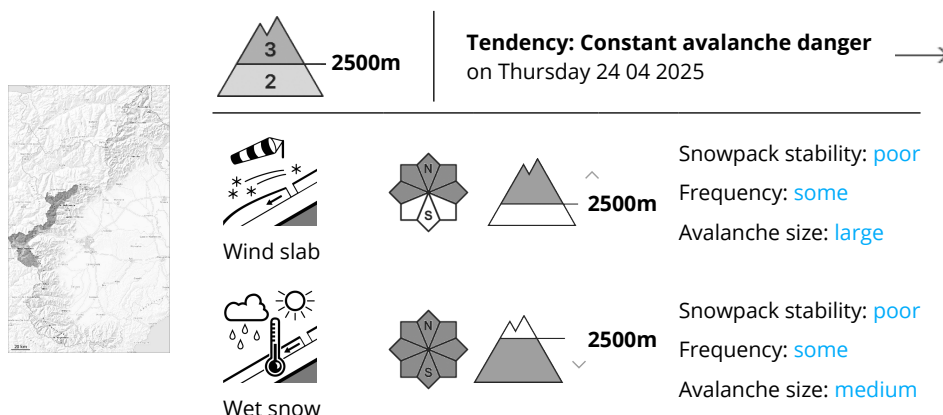 3
2500m
2
Tendency: Constant avalanche danger
on Thursday 24 04 2025
N
S
2500m
Wind slab
Snowpack stability: poor
Frequency: some
Avalanche size: large
N
S
2500m
Wet snow
Snowpack stability: poor
Frequency: some
Avalanche size: medium